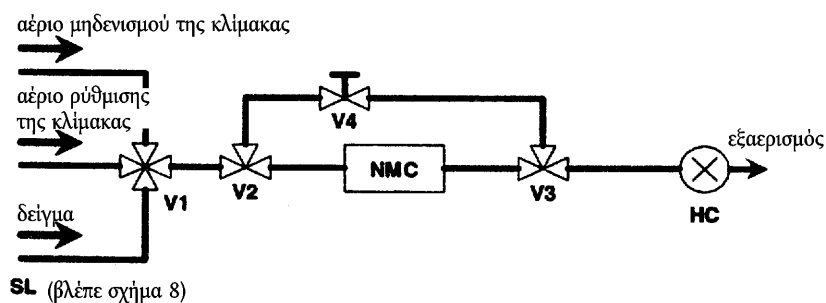 αέριο μηδενισμού της κλίμακας
αέριο ρύθμισης
της κλίμακας
V4
εξαερισμός
NMC
V1
V2
V3
HC
δείγμα
SL (βλέπε σχήμα 8)